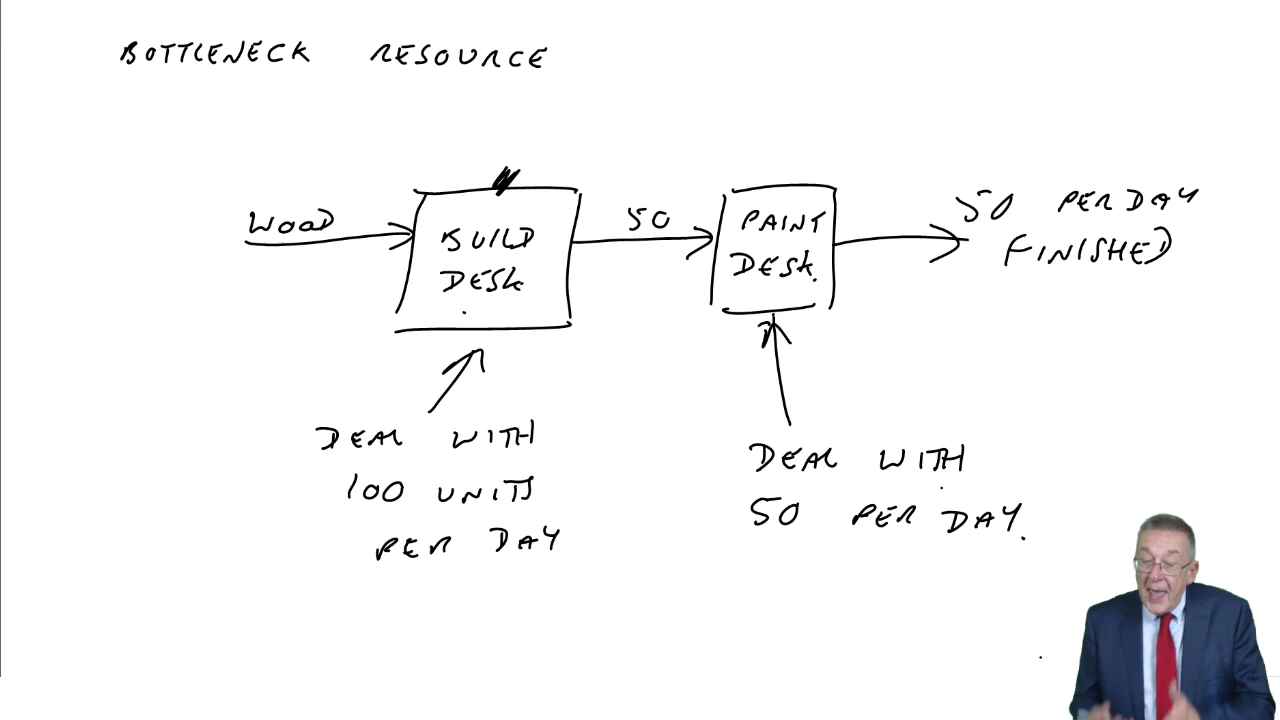 BOTTLENECK RESOURCE
WOOD
BUILD
DESK
50
PAINT
DESK.
50 PER DAY
FINISHED
DEAL WITH
100 UNITS
PER DAY
DEAL WITH
50 PER DAY.